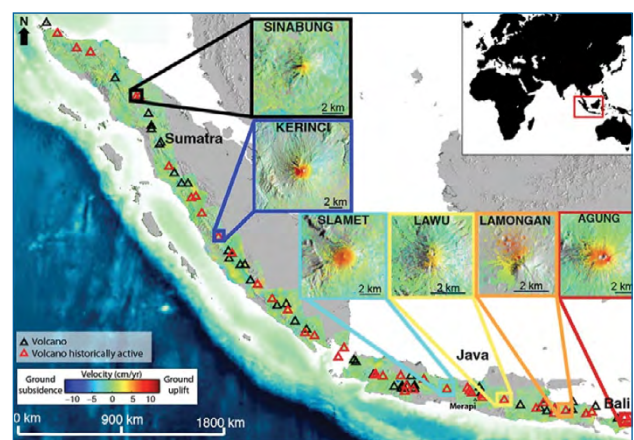 N
SINABUNG
2 km
Sumatra
KERINCI
2 km
SLAMET
LAWU
LAMONGAN
AGUNG
2 km
2 km
2 km
2 km
Volcano
Volcano historically active
Java
Merapi
Bali
Ground subsidence
Velocity (cm/yr)
Ground uplift
−10 −5 0 5 10
0 km
900 km
1800 km